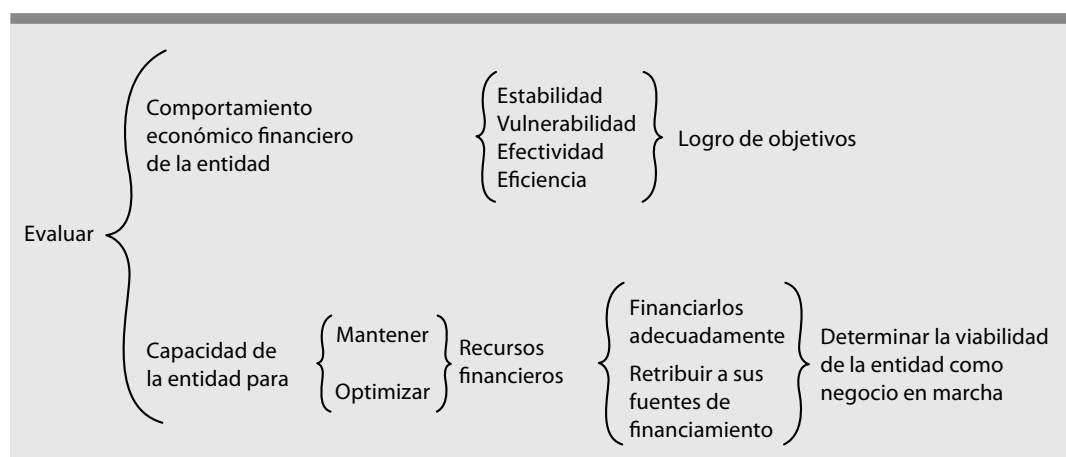 Evaluar
Comportamiento
económico financiero
de la entidad
Estabilidad
Vulnerabilidad
Efectividad
Eficiencia
Logro de objetivos
Capacidad de
la entidad para
Mantener
Optimizar
Recursos
financieros
Financiarlos
adecuadamente
Retribuir a sus
fuentes de
financiamiento
Determinar la viabilidad
de la entidad como
negocio en marcha